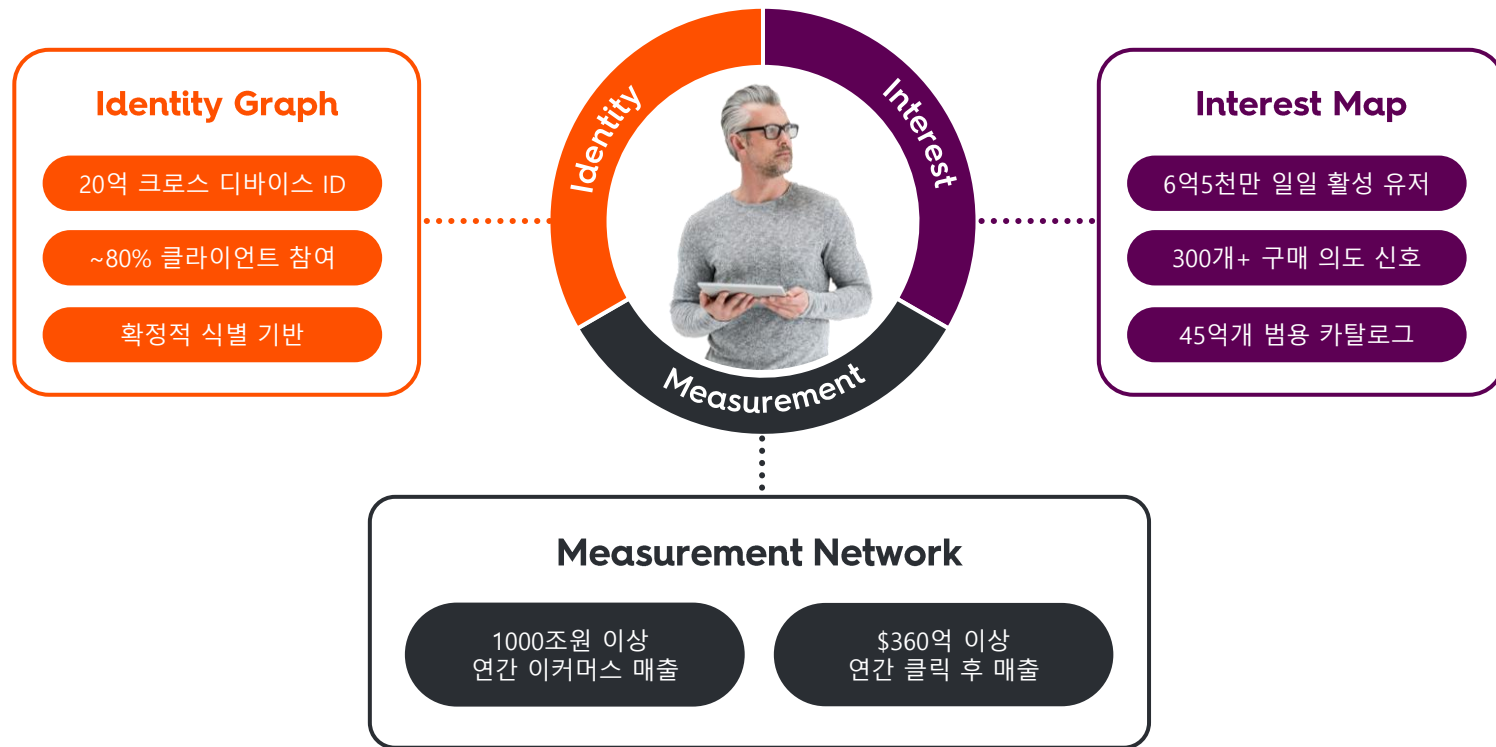 Identity Graph
20억 크로스 디바이스 ID
~80% 클라이언트 참여
확정적 식별 기반
Identity
Interest
Measurement
Interest Map
6억5천만 일일 활성 유저
300개+ 구매 의도 신호
45억개 범용 카탈로그
Measurement Network
1000조원 이상
연간 이커머스 매출
$360억 이상
연간 클릭 후 매출